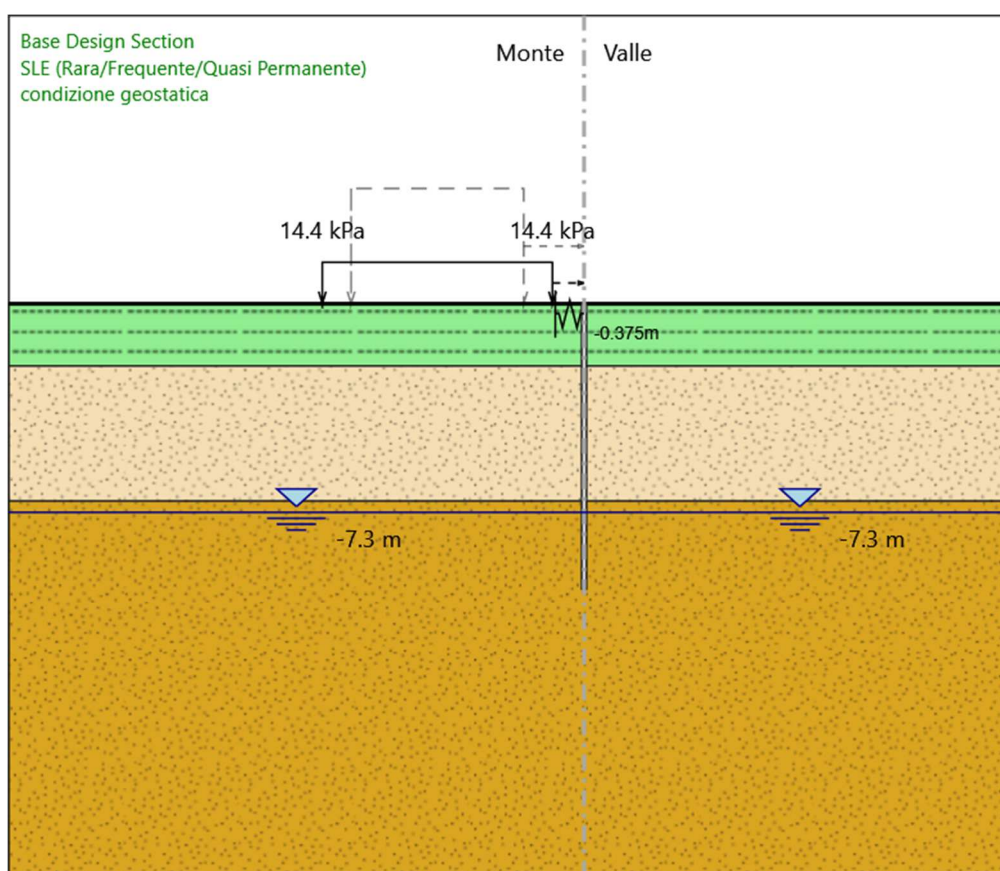 Base Design Section
SLE (Rara/Frequente/Quasi Permanente)
condizione geostatica
Monte
Valle
14.4 kPa
14.4 kPa
-0.375m
-7.3 m
-7.3 m